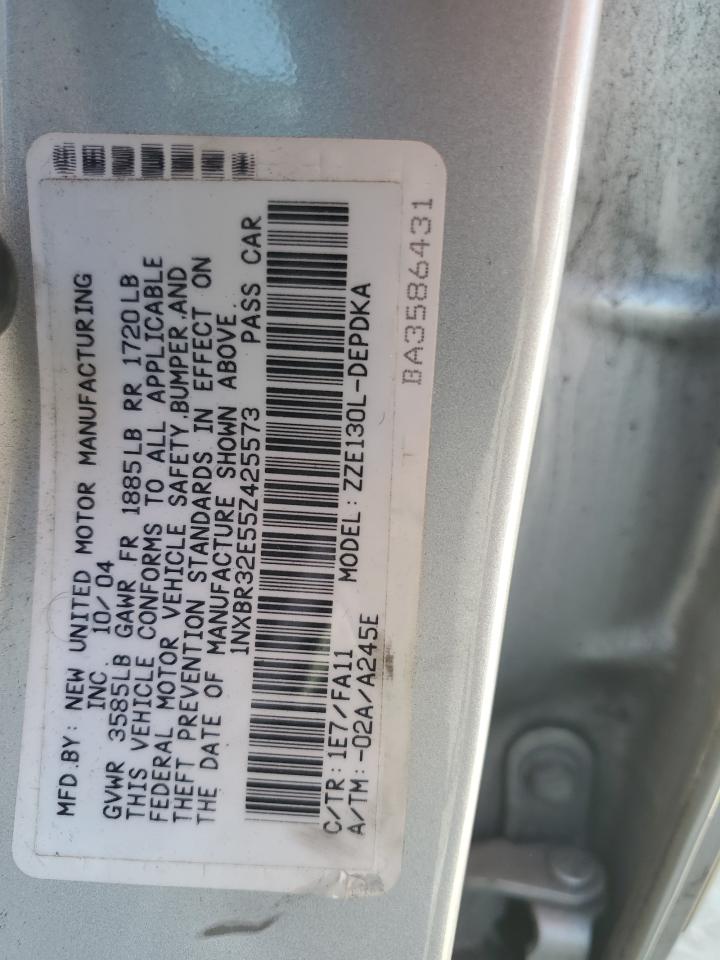 MFD.BY: NEW UNITED MOTOR MANUFACTURING
INC. 10/04
GVWR 3585LB GAWR FR 1885LB RR 1720LB
THIS VEHICLE CONFORMS TO ALL APPLICABLE
FEDERAL MOTOR VEHICLE SAFETY,BUMPER,AND
THEFT PREVENTION STANDARDS IN EFFECT ON
THE DATE OF MANUFACTURE SHOWN ABOVE.
1NXBR32E55Z425573 PASS CAR
C/TR: 1E7/FA11 MODEL: ZZE130L-DEPDKA
A/TM:-02A/A245E
BA3586431